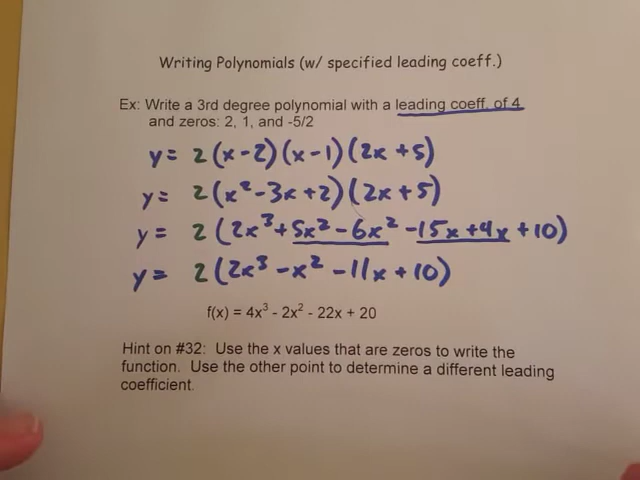 Writing Polynomials (w/ specified leading coeff.)
Ex: Write a 3rd degree polynomial with a leading coeff. of 4
and zeros: 2, 1, and -5/2
y = 2(x-2)(x-1)(2x+5)
y = 2(x²-3x+2)(2x+5)
y = 2(2x³+5x²-6x²-15x+4x+10)
y = 2(2x³-x²-11x+10)
f(x) = 4x³ - 2x² - 22x + 20
Hint on #32: Use the x values that are zeros to write the
function. Use the other point to determine a different leading
coefficient.